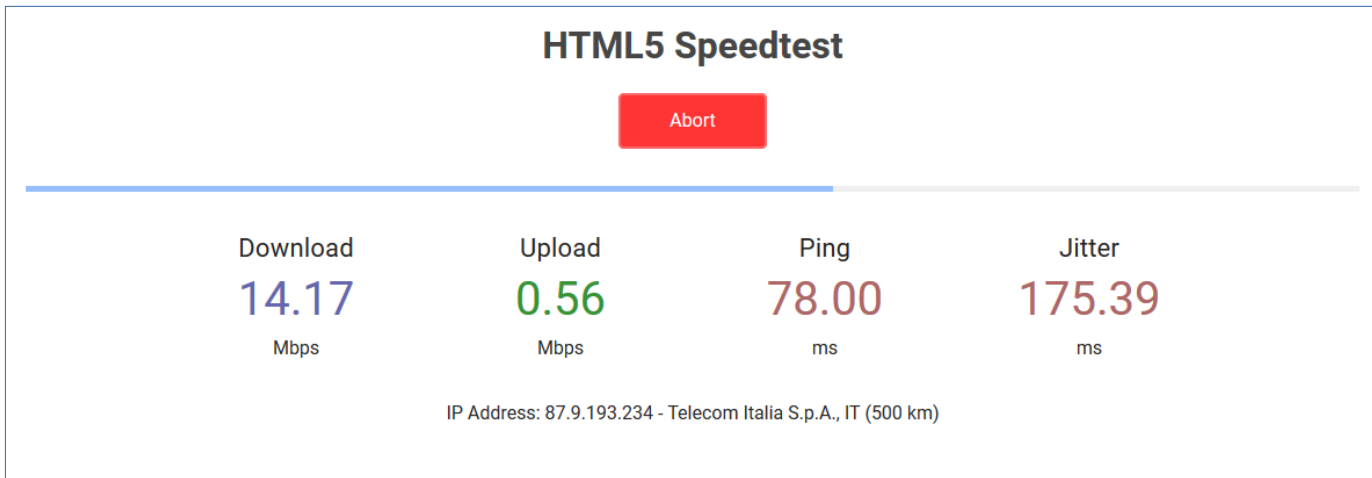 HTML5 Speedtest
Abort
Download Upload Ping Jitter
14.17 0.56 78.00 175.39
Mbps Mbps ms ms
IP Address: 87.9.193.234 - Telecom Italia S.p.A., IT (500 km)